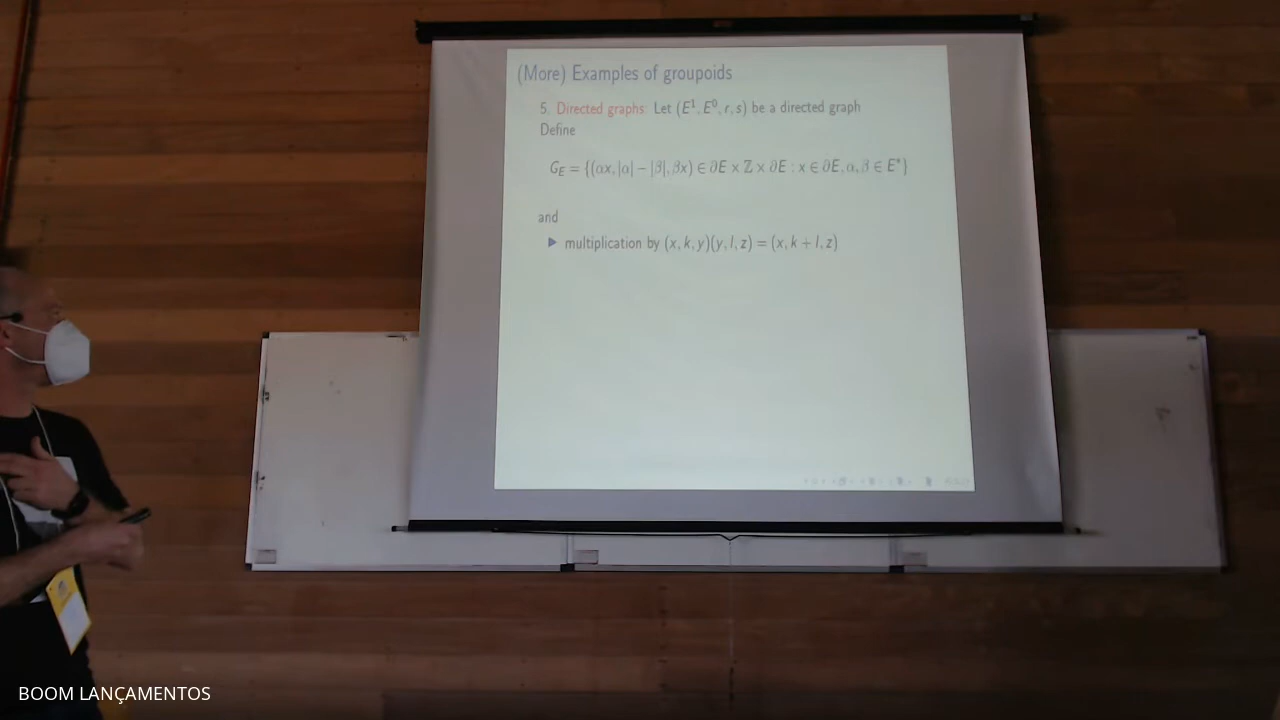 (More) Examples of groupoids
5. Directed graphs: Let (E¹, E⁰, r, s) be a directed graph
Define
G_E = {(αx, |α| − |β|, βx) ∈ ∂E × ℤ × ∂E : x ∈ ∂E, α, β ∈ E*}
and
▶ multiplication by (x, k, y)(y, l, z) = (x, k + l, z)
BOOM LANÇAMENTOS